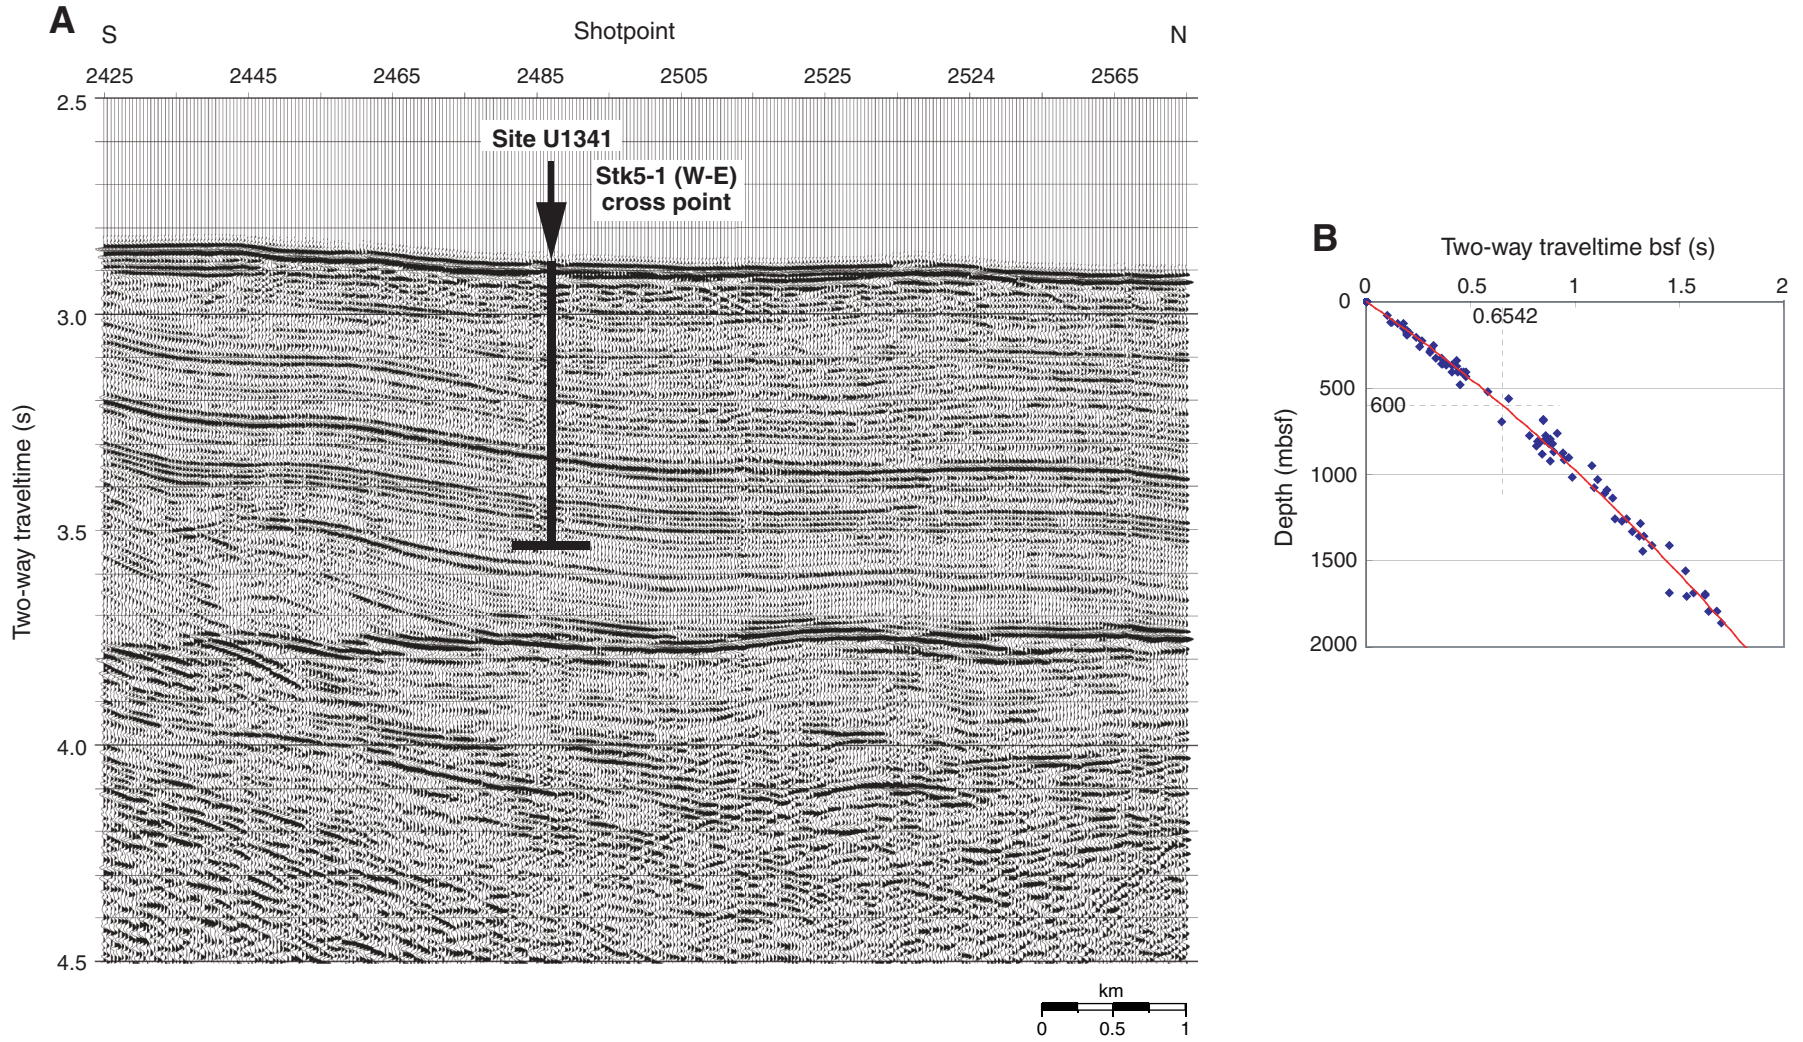 A
S
Shotpoint
N
2425 2445 2465 2485 2505 2525 2524 2565
2.5
Site U1341
Stk5-1 (W-E)
cross point
3.0
3.5
4.0
4.5
Two-way traveltime (s)
km
0 0.5 1
B
Two-way traveltime bsf (s)
0 0.5 1 1.5 2
0
0.6542
500
600
1000
1500
2000
Depth (mbsf)